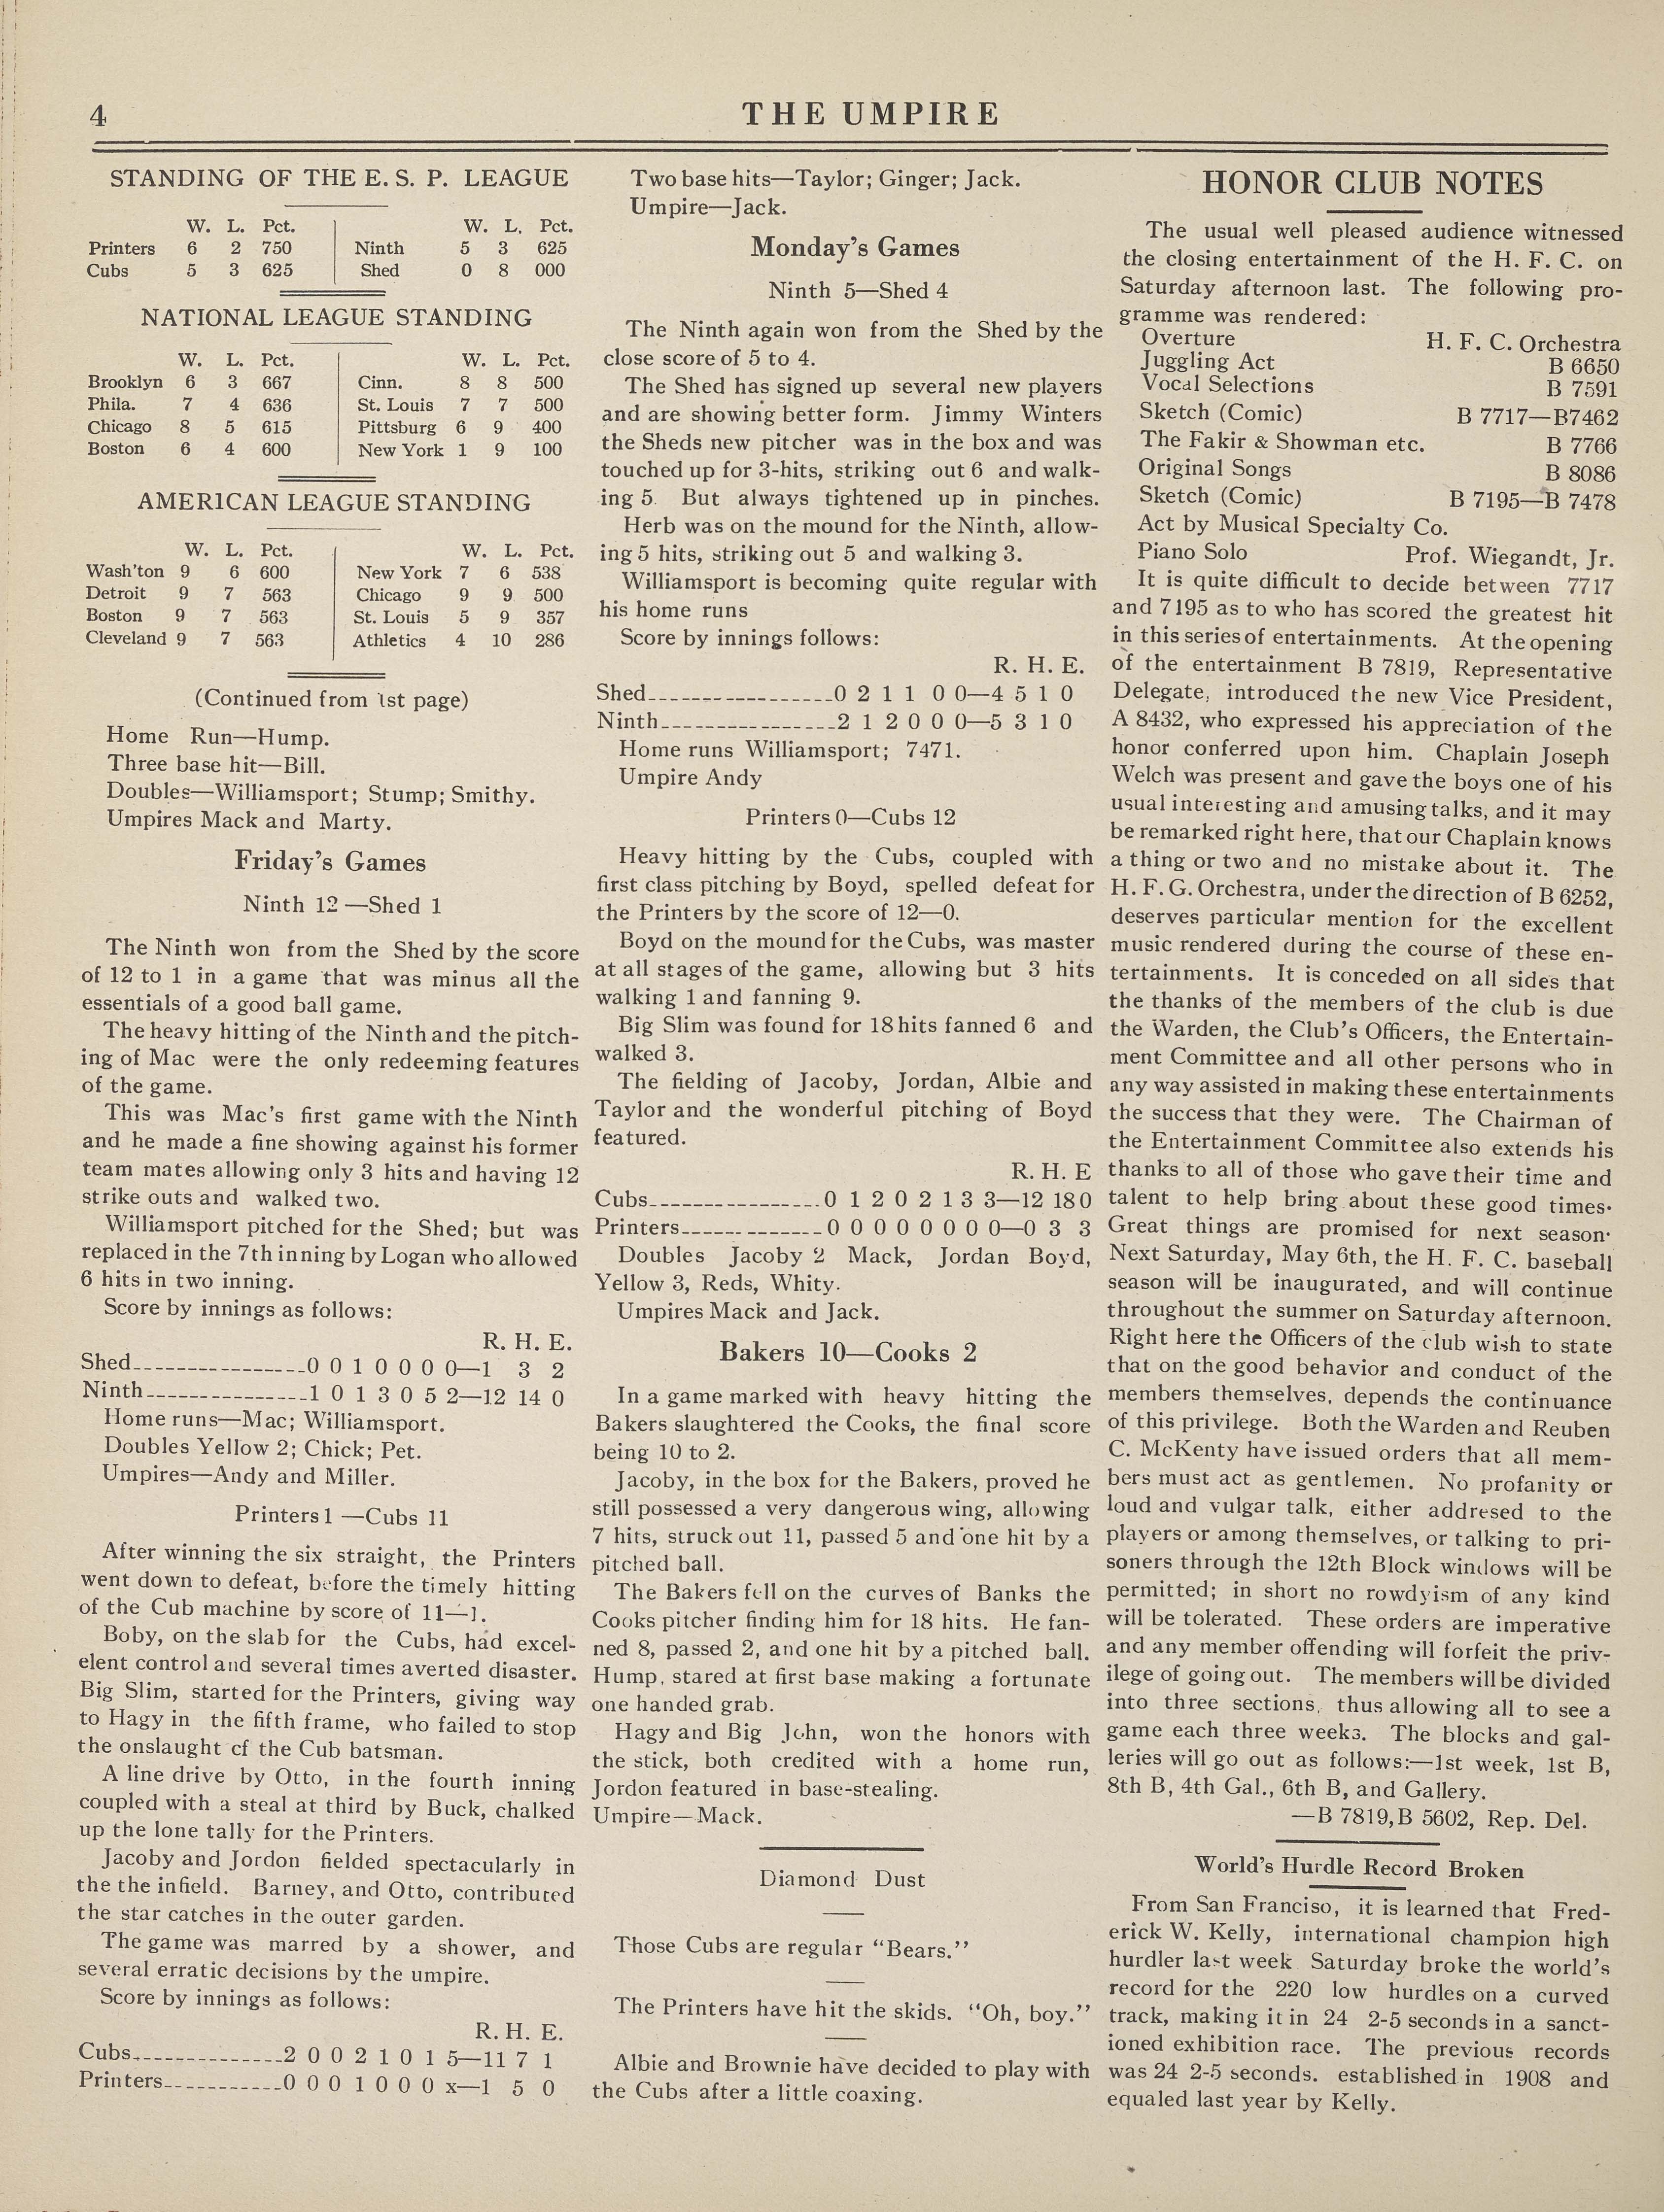 4
THE UMPIRE
STANDING OF THE E. S. P. LEAGUE
W. L. Pct. W. L. Pct.
Printers 6 2 750 Ninth 5 3 625
Cubs 5 3 625 Shed 0 8 000
NATIONAL LEAGUE STANDING
W. L. Pct. W. L. Pct.
Brooklyn 6 3 667 Cinn. 8 8 500
Phila. 7 4 636 St. Louis 7 7 500
Chicago 8 5 615 Pittsburg 6 9 400
Boston 6 4 600 New York 1 9 100
AMERICAN LEAGUE STANDING
W. L. Pct. W. L. Pct.
Wash'ton 9 6 600 New York 7 6 538
Detroit 9 7 563 Chicago 9 9 500
Boston 9 7 563 St. Louis 5 9 357
Cleveland 9 7 563 Athletics 4 10 286
(Continued from 1st page)
Home Run—Hump.
Three base hit—Bill.
Doubles—Williamsport; Stump; Smithy.
Umpires Mack and Marty.
Friday's Games
Ninth 12—Shed 1
The Ninth won from the Shed by the score
of 12 to 1 in a game that was minus all the
essentials of a good ball game.
The heavy hitting of the Ninth and the pitch-
ing of Mac were the only redeeming features
of the game.
This was Mac's first game with the Ninth
and he made a fine showing against his former
team mates allowing only 3 hits and having 12
strike outs and walked two.
Williamsport pitched for the Shed; but was
replaced in the 7th inning by Logan who allowed
6 hits in two inning.
Score by innings as follows:
R. H. E.
Shed________________0 0 1 0 0 0 0—1 3 2
Ninth_______________1 0 1 3 0 5 2—12 14 0
Home runs—Mac; Williamsport.
Doubles Yellow 2; Chick; Pet.
Umpires—Andy and Miller.
Printers 1—Cubs 11
After winning the six straight, the Printers
went down to defeat, before the timely hitting
of the Cub machine by score of 11—1.
Boby, on the slab for the Cubs, had excel-
elent control and several times averted disaster.
Big Slim, started for the Printers, giving way
to Hagy in the fifth frame, who failed to stop
the onslaught of the Cub batsman.
A line drive by Otto, in the fourth inning
coupled with a steal at third by Buck, chalked
up the lone tally for the Printers.
Jacoby and Jordon fielded spectacularly in
the the infield. Barney, and Otto, contributed
the star catches in the outer garden.
The game was marred by a shower, and
several erratic decisions by the umpire.
Score by innings as follows:
R. H. E.
Cubs______________2 0 0 2 1 0 1 5—11 7 1
Printers___________0 0 0 1 0 0 0 x—1 5 0
Two base hits—Taylor; Ginger; Jack.
Umpire—Jack.
Monday's Games
Ninth 5—Shed 4
The Ninth again won from the Shed by the
close score of 5 to 4.
The Shed has signed up several new players
and are showing better form. Jimmy Winters
the Sheds new pitcher was in the box and was
touched up for 3-hits, striking out 6 and walk-
ing 5. But always tightened up in pinches.
Herb was on the mound for the Ninth, allow-
ing 5 hits, striking out 5 and walking 3.
Williamsport is becoming quite regular with
his home runs
Score by innings follows:
R. H. E.
Shed_________________0 2 1 1 0 0—4 5 1 0
Ninth________________2 1 2 0 0 0—5 3 1 0
Home runs Williamsport; 7471.
Umpire Andy
Printers 0—Cubs 12
Heavy hitting by the Cubs, coupled with
first class pitching by Boyd, spelled defeat for
the Printers by the score of 12—0.
Boyd on the mound for the Cubs, was master
at all stages of the game, allowing but 3 hits
walking 1 and fanning 9.
Big Slim was found for 18 hits fanned 6 and
walked 3.
The fielding of Jacoby, Jordan, Albie and
Taylor and the wonderful pitching of Boyd
featured.
R. H. E
Cubs________________0 1 2 0 2 1 3 3—12 18 0
Printers_____________0 0 0 0 0 0 0 0—0 3 3
Doubles Jacoby 2 Mack, Jordan Boyd,
Yellow 3, Reds, Whity.
Umpires Mack and Jack.
Bakers 10—Cooks 2
In a game marked with heavy hitting the
Bakers slaughtered the Cooks, the final score
being 10 to 2.
Jacoby, in the box for the Bakers, proved he
still possessed a very dangerous wing, allowing
7 hits, struck out 11, passed 5 and one hit by a
pitched ball.
The Bakers fell on the curves of Banks the
Cooks pitcher finding him for 18 hits. He fan-
ned 8, passed 2, and one hit by a pitched ball.
Hump, stared at first base making a fortunate
one handed grab.
Hagy and Big John, won the honors with
the stick, both credited with a home run,
Jordon featured in base-stealing.
Umpire—Mack.
Diamond Dust
Those Cubs are regular "Bears."
The Printers have hit the skids. "Oh, boy."
Albie and Brownie have decided to play with
the Cubs after a little coaxing.
HONOR CLUB NOTES
The usual well pleased audience witnessed
the closing entertainment of the H. F. C. on
Saturday afternoon last. The following pro-
gramme was rendered:
Overture H. F. C. Orchestra
Juggling Act B 6650
Vocal Selections B 7591
Sketch (Comic) B 7717—B7462
The Fakir & Showman etc. B 7766
Original Songs B 8086
Sketch (Comic) B 7195—B 7478
Act by Musical Specialty Co.
Piano Solo Prof. Wiegandt, Jr.
It is quite difficult to decide between 7717
and 7195 as to who has scored the greatest hit
in this series of entertainments. At the opening
of the entertainment B 7819, Representative
Delegate, introduced the new Vice President,
A 8432, who expressed his appreciation of the
honor conferred upon him. Chaplain Joseph
Welch was present and gave the boys one of his
usual interesting and amusing talks, and it may
be remarked right here, that our Chaplain knows
a thing or two and no mistake about it. The
H. F. G. Orchestra, under the direction of B 6252,
deserves particular mention for the excellent
music rendered during the course of these en-
tertainments. It is conceded on all sides that
the thanks of the members of the club is due
the Warden, the Club's Officers, the Entertain-
ment Committee and all other persons who in
any way assisted in making these entertainments
the success that they were. The Chairman of
the Entertainment Committee also extends his
thanks to all of those who gave their time and
talent to help bring about these good times.
Great things are promised for next season.
Next Saturday, May 6th, the H. F. C. baseball
season will be inaugurated, and will continue
throughout the summer on Saturday afternoon.
Right here the Officers of the club wish to state
that on the good behavior and conduct of the
members themselves, depends the continuance
of this privilege. Both the Warden and Reuben
C. McKenty have issued orders that all mem-
bers must act as gentlemen. No profanity or
loud and vulgar talk, either addresed to the
players or among themselves, or talking to pri-
soners through the 12th Block windows will be
permitted; in short no rowdyism of any kind
will be tolerated. These orders are imperative
and any member offending will forfeit the priv-
ilege of going out. The members will be divided
into three sections, thus allowing all to see a
game each three weeks. The blocks and gal-
leries will go out as follows:—1st week, 1st B,
8th B, 4th Gal., 6th B, and Gallery.
—B 7819, B 5602, Rep. Del.
World's Hurdle Record Broken
From San Franciso, it is learned that Fred-
erick W. Kelly, international champion high
hurdler last week Saturday broke the world's
record for the 220 low hurdles on a curved
track, making it in 24 2-5 seconds in a sanct-
ioned exhibition race. The previous records
was 24 2-5 seconds. established in 1908 and
equaled last year by Kelly.